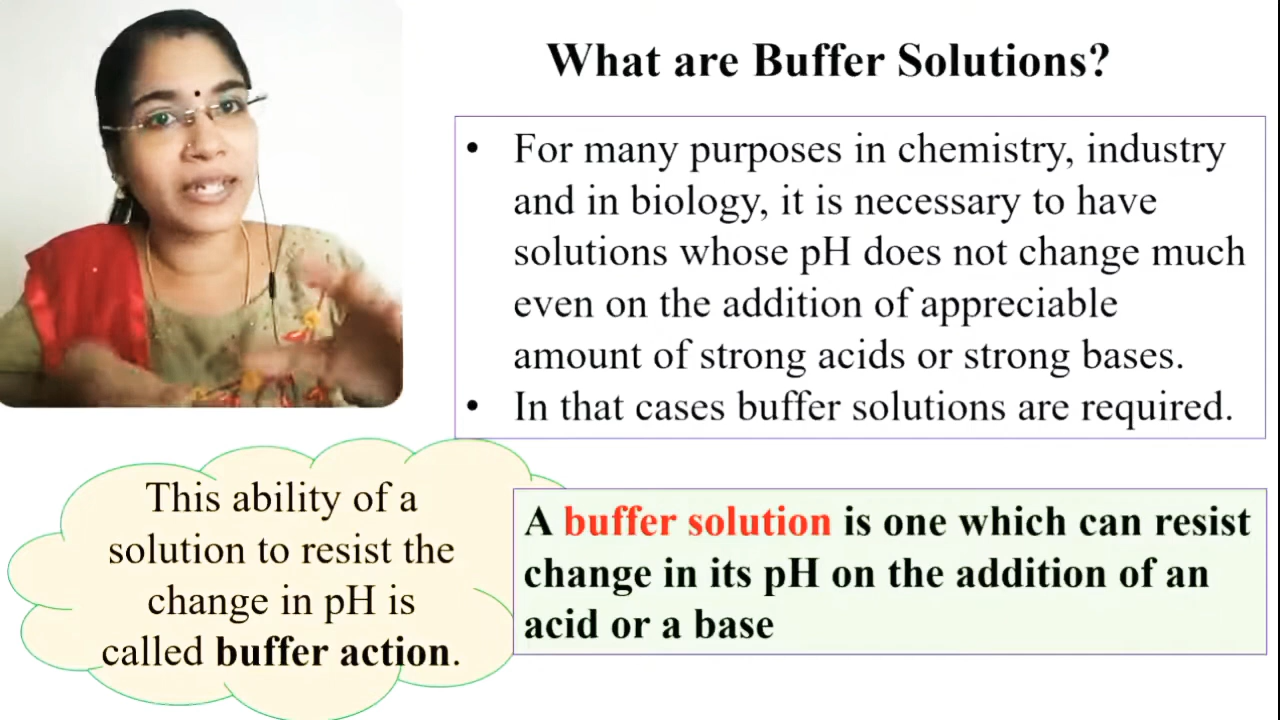 What are Buffer Solutions?
• For many purposes in chemistry, industry
and in biology, it is necessary to have
solutions whose pH does not change much
even on the addition of appreciable
amount of strong acids or strong bases.
• In that cases buffer solutions are required.
This ability of a
solution to resist the
change in pH is
called buffer action.
A buffer solution is one which can resist
change in its pH on the addition of an
acid or a base